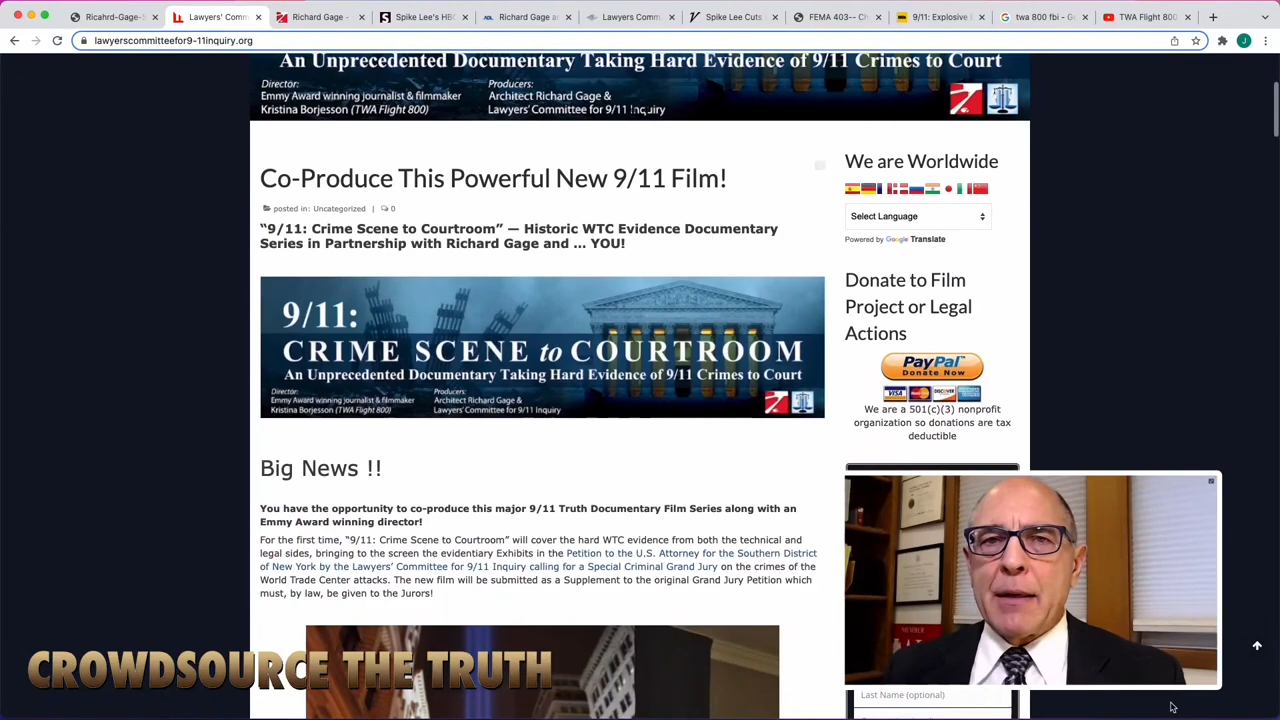 Ricahrd-Gage-S
Lawyers' Comm
Richard Gage -
Spike Lee's HBO
Richard Gage an
Lawyers Comm
Spike Lee Cuts
FEMA 403-- Ch
9/11: Explosive
twa 800 fbi - Go
TWA Flight 800
lawyerscommitteefor9-11inquiry.org
J
An Unprecedented Documentary Taking Hard Evidence of 9/11 Crimes to Court
Director:
Emmy Award winning journalist & filmmaker
Kristina Borjesson (TWA Flight 800)
Producers:
Architect Richard Gage &
Lawyers' Committee for 9/11 Inquiry
Co-Produce This Powerful New 9/11 Film!
posted in: Uncategorized | 0
“9/11: Crime Scene to Courtroom” — Historic WTC Evidence Documentary
Series in Partnership with Richard Gage and ... YOU!
9/11:
CRIME SCENE to COURTROOM
An Unprecedented Documentary Taking Hard Evidence of 9/11 Crimes to Court
Director:
Emmy Award winning journalist & filmmaker
Kristina Borjesson (TWA Flight 800)
Producers:
Architect Richard Gage &
Lawyers' Committee for 9/11 Inquiry
Big News !!
You have the opportunity to co-produce this major 9/11 Truth Documentary Film Series along with an
Emmy Award winning director!
For the first time, “9/11: Crime Scene to Courtroom” will cover the hard WTC evidence from both the technical and
legal sides, bringing to the screen the evidentiary Exhibits in the Petition to the U.S. Attorney for the Southern District
of New York by the Lawyers’ Committee for 9/11 Inquiry calling for a Special Criminal Grand Jury on the crimes of the
World Trade Center attacks. The new film will be submitted as a Supplement to the original Grand Jury Petition which
must, by law, be given to the Jurors!
We are Worldwide
Select Language
Powered by Google Translate
Donate to Film
Project or Legal
Actions
PayPal
Donate Now
VISA
DISCOVER
We are a 501(c)(3) nonprofit
organization so donations are tax
deductible
MEMBER
Last Name (optional)
CROWDSOURCE THE TRUTH